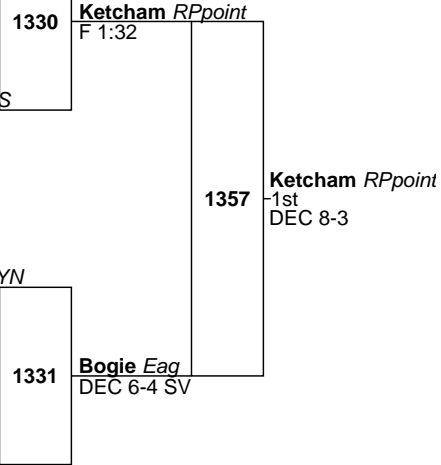 Ketcham RPpoint
1330
F 1:32
S
Ketcham RPpoint
1357
1st
DEC 8-3
YN
Bogie Eag
1331
DEC 6-4 SV